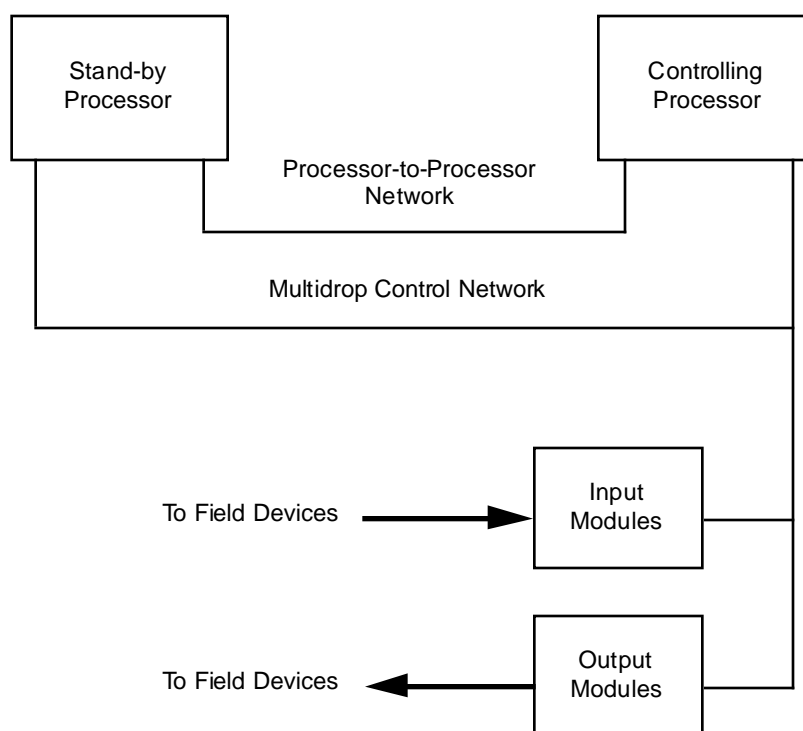 Stand-by
Processor
Controlling
Processor
Processor-to-Processor
Network
Multidrop Control Network
Input
Modules
To Field Devices
Output
Modules
To Field Devices